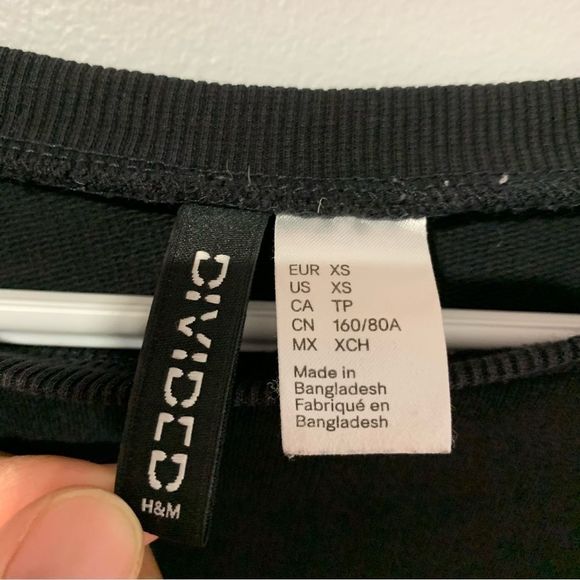 DIVIDED
H&M
EUR XS
US XS
CA TP
CN 160/80A
MX XCH
Made in
Bangladesh
Fabriqué en
Bangladesh